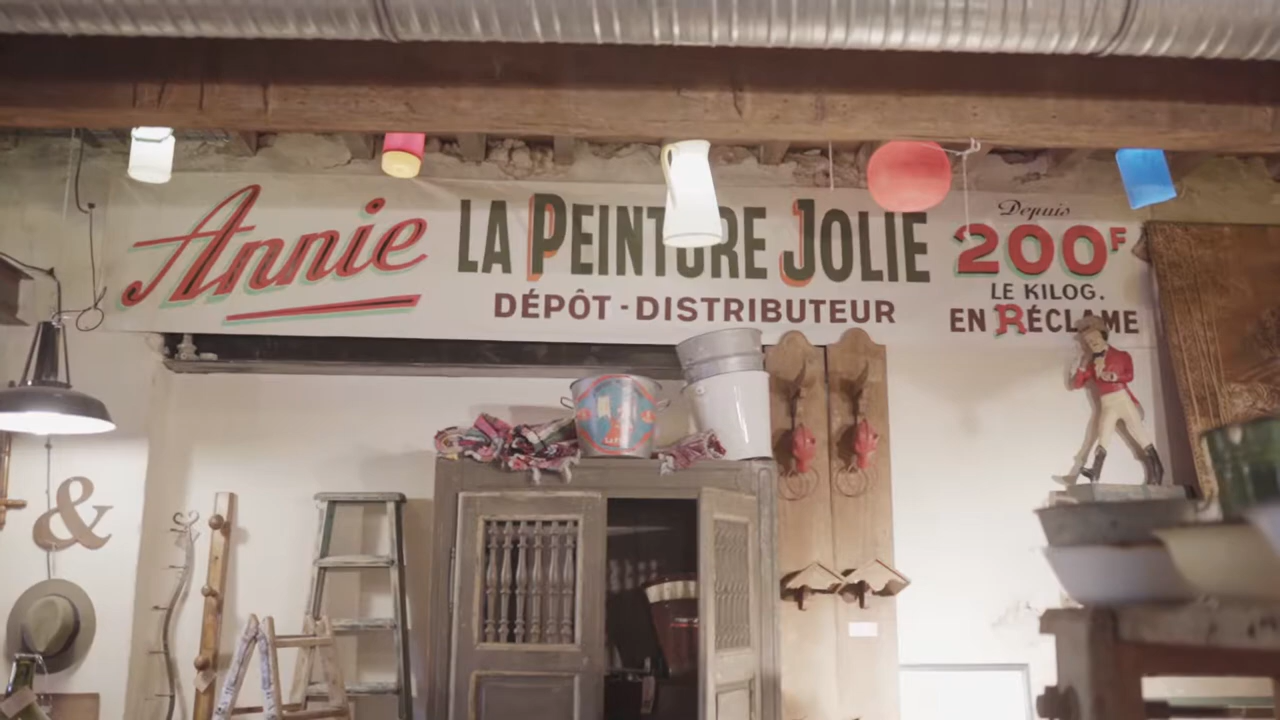 Annie
LA PEINTURE JOLIE
DÉPÔT - DISTRIBUTEUR
Depuis
200F
LE KILOG.
EN RÉCLAME
&